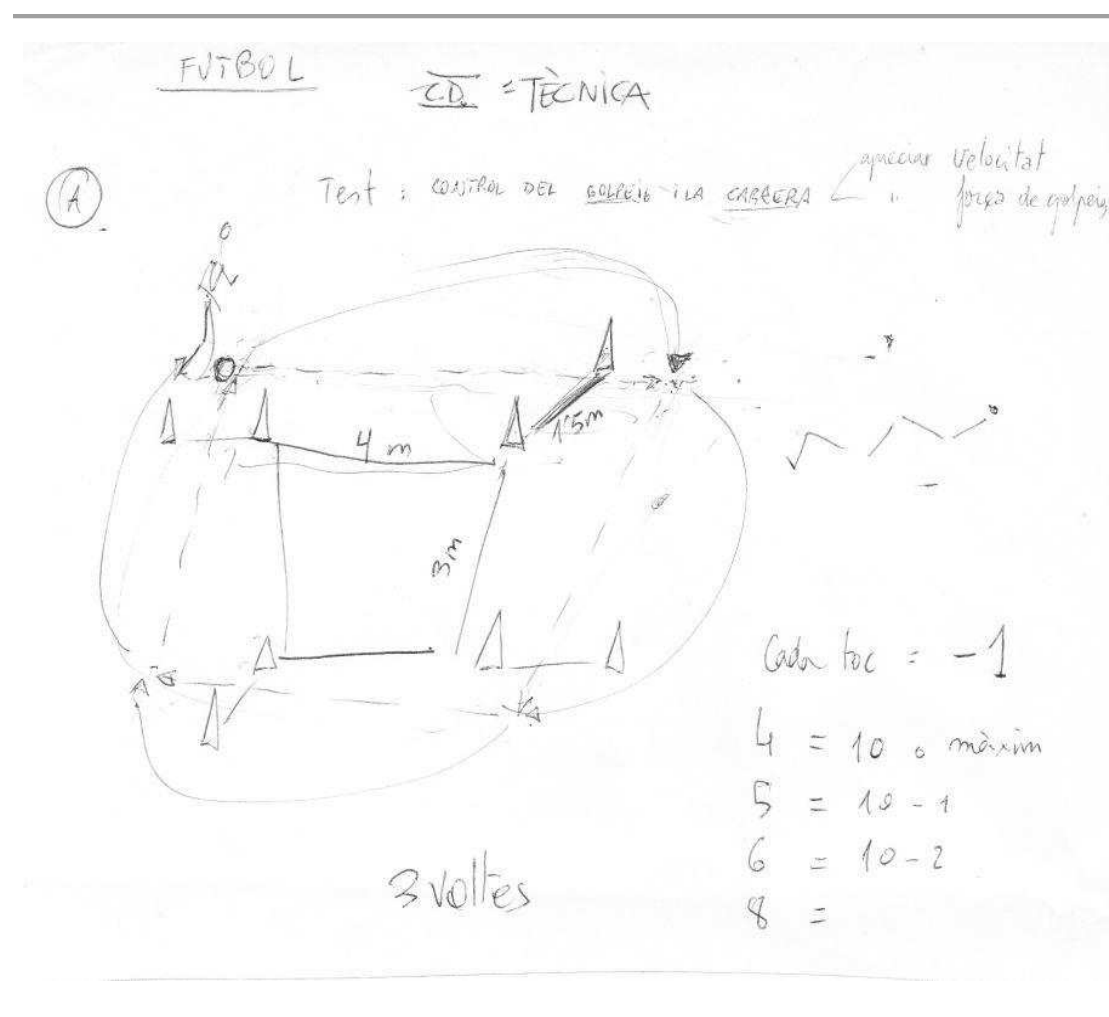 FUTBOL
C.D. = TÈCNICA
A
Test : CONTROL DEL GOLPEIG I LA CARRERA
apreciar velocitat
" força de golpeig
4 m
1'5m
3m
Cada toc = -1
4 = 10 o màxim
5 = 10 - 1
6 = 10 - 2
8 =
3 voltes